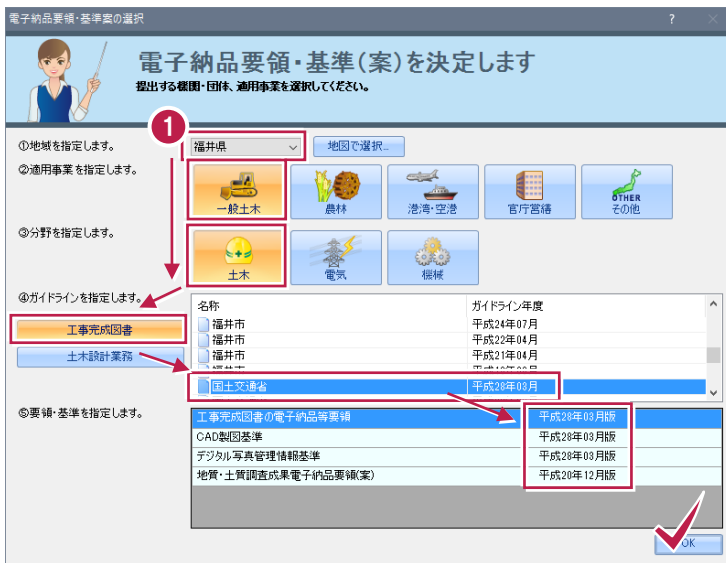 電子納品要領・基準案の選択
?
電子納品要領・基準(案)を決定します
提出する機関・団体、適用事業を選択してください。
1
①地域を指定します。
福井県
地図で選択...
②適用事業を指定します。
一般土木
農林
港湾・空港
官庁営繕
OTHER
その他
③分野を指定します。
土木
電気
機械
④ガイドラインを指定します。
工事完成図書
土木設計業務
名称 ガイドライン年度
福井市 平成24年07月
福井市 平成22年04月
福井市 平成21年04月
国土交通省 平成28年03月
⑤要領・基準を指定します。
工事完成図書の電子納品等要領 平成28年03月版
CAD製図基準 平成28年03月版
デジタル写真管理情報基準 平成28年03月版
地質・土質調査成果電子納品要領(案) 平成20年12月版
OK